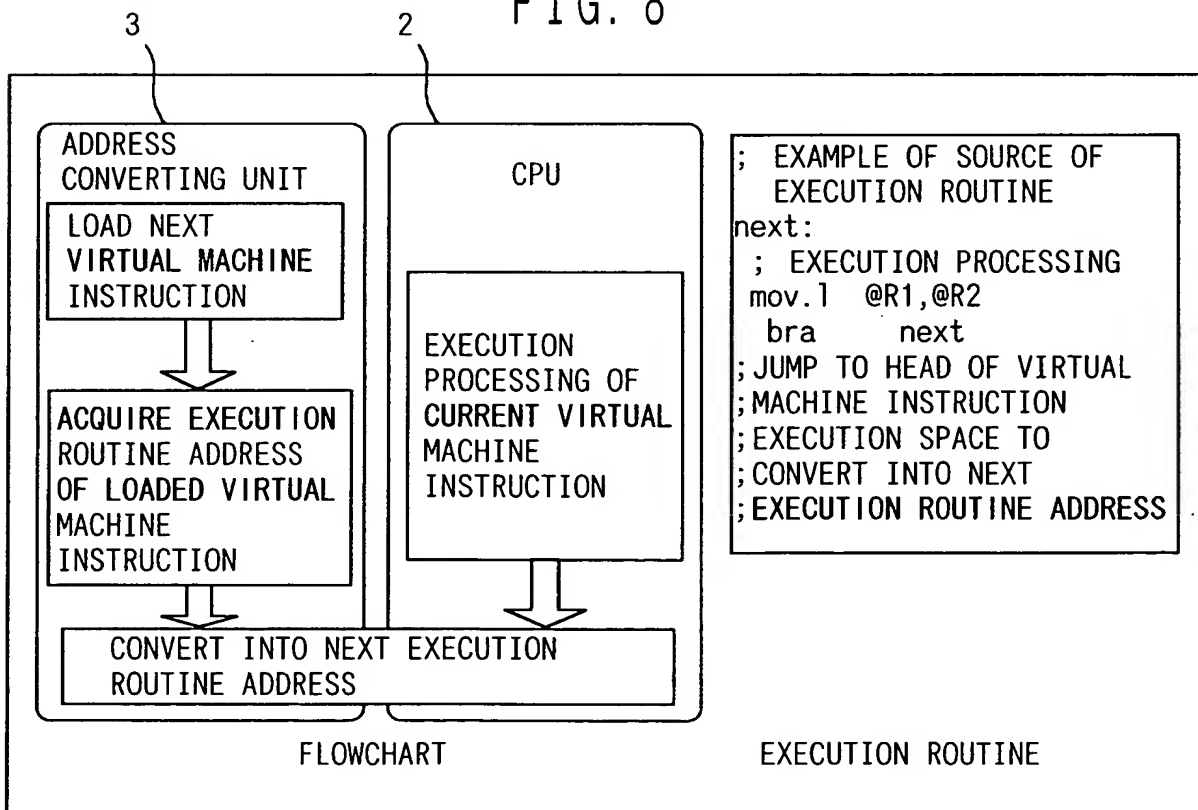 3
2
ADDRESS
CONVERTING UNIT
LOAD NEXT
VIRTUAL MACHINE
INSTRUCTION
ACQUIRE EXECUTION
ROUTINE ADDRESS
OF LOADED VIRTUAL
MACHINE
INSTRUCTION
CPU
EXECUTION
PROCESSING OF
CURRENT VIRTUAL
MACHINE
INSTRUCTION
CONVERT INTO NEXT EXECUTION
ROUTINE ADDRESS
FLOWCHART
; EXAMPLE OF SOURCE OF
EXECUTION ROUTINE
next:
; EXECUTION PROCESSING
mov.l @R1,@R2
bra next
;JUMP TO HEAD OF VIRTUAL
;MACHINE INSTRUCTION
;EXECUTION SPACE TO
;CONVERT INTO NEXT
;EXECUTION ROUTINE ADDRESS
EXECUTION ROUTINE